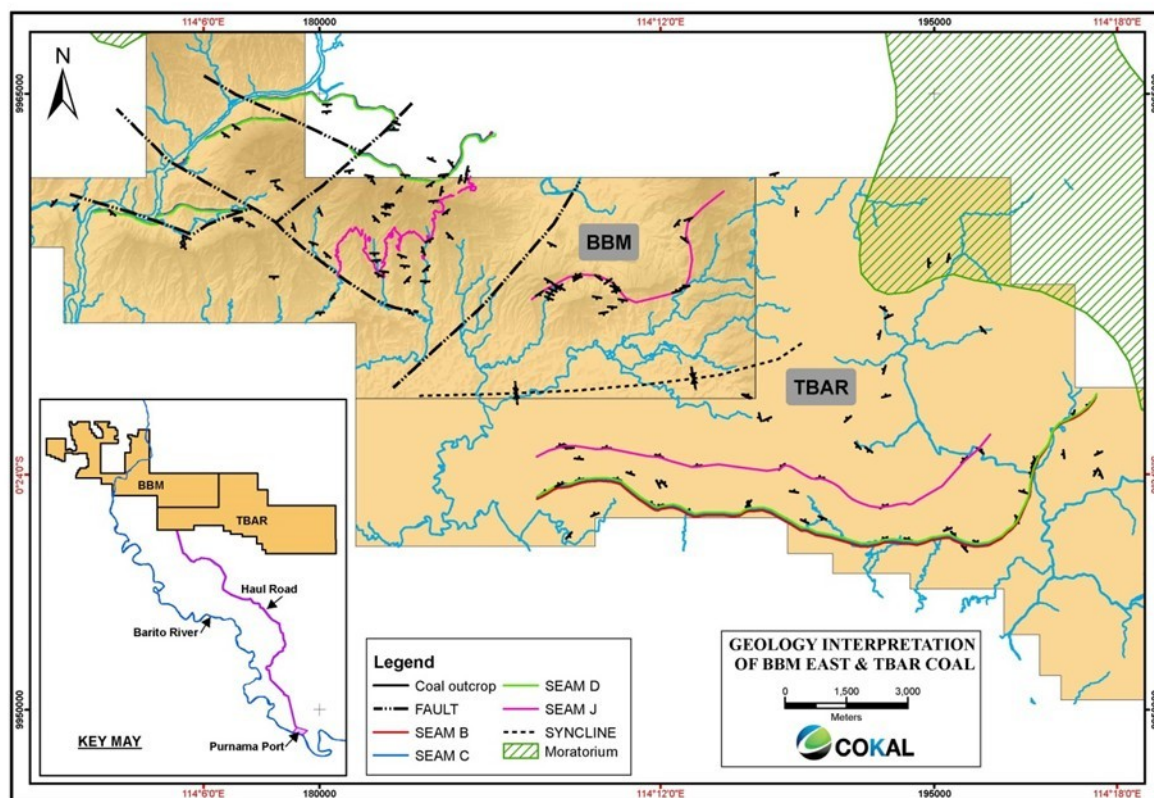 114°6'0"E 180000 114°12'0"E 195000 114°18'0"E
N
9965000
BBM
TBAR
0°24'0"S
BBM
TBAR
Haul Road
Barito River
Purnama Port
KEY MAY
Legend
Coal outcrop
FAULT
SEAM B
SEAM C
SEAM D
SEAM J
SYNCLINE
Moratorium
GEOLOGY INTERPRETATION
OF BBM EAST & TBAR COAL
0 1,500 3,000
Meters
COKAL
9950000
114°6'0"E 180000 114°12'0"E 195000 114°18'0"E